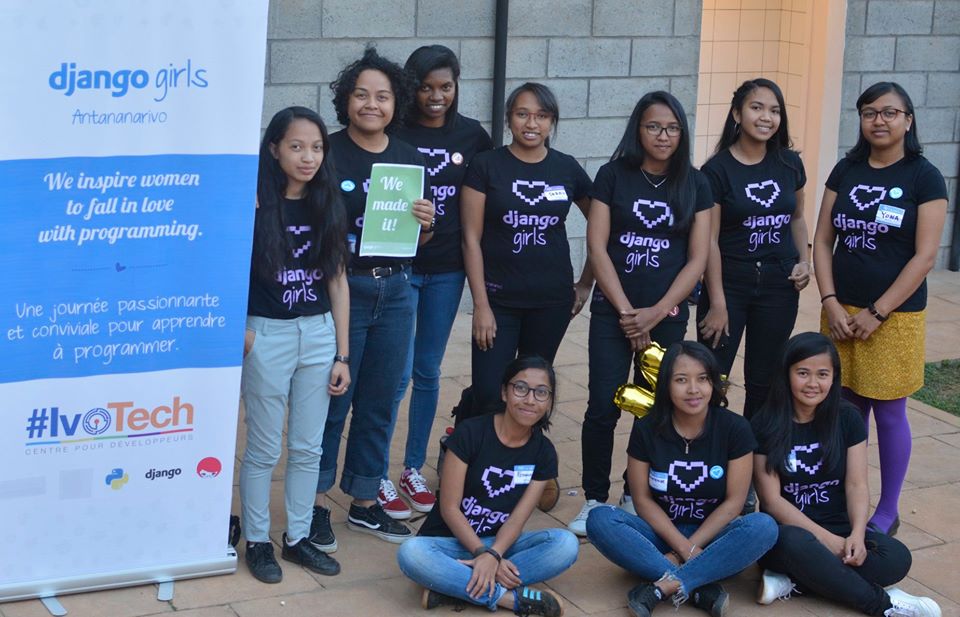 django girls
Antananarivo
We inspire women
to fall in love
with programming.
Une journée passionnante
et conviviale pour apprendre
à programmer.
#IvoTech
CENTRE POUR DÉVELOPPEURS
django
We
made
it!
django
girls
django
girls
django
girls
django
girls
django
girls
YONA
django
girls
django
girls
django
girls